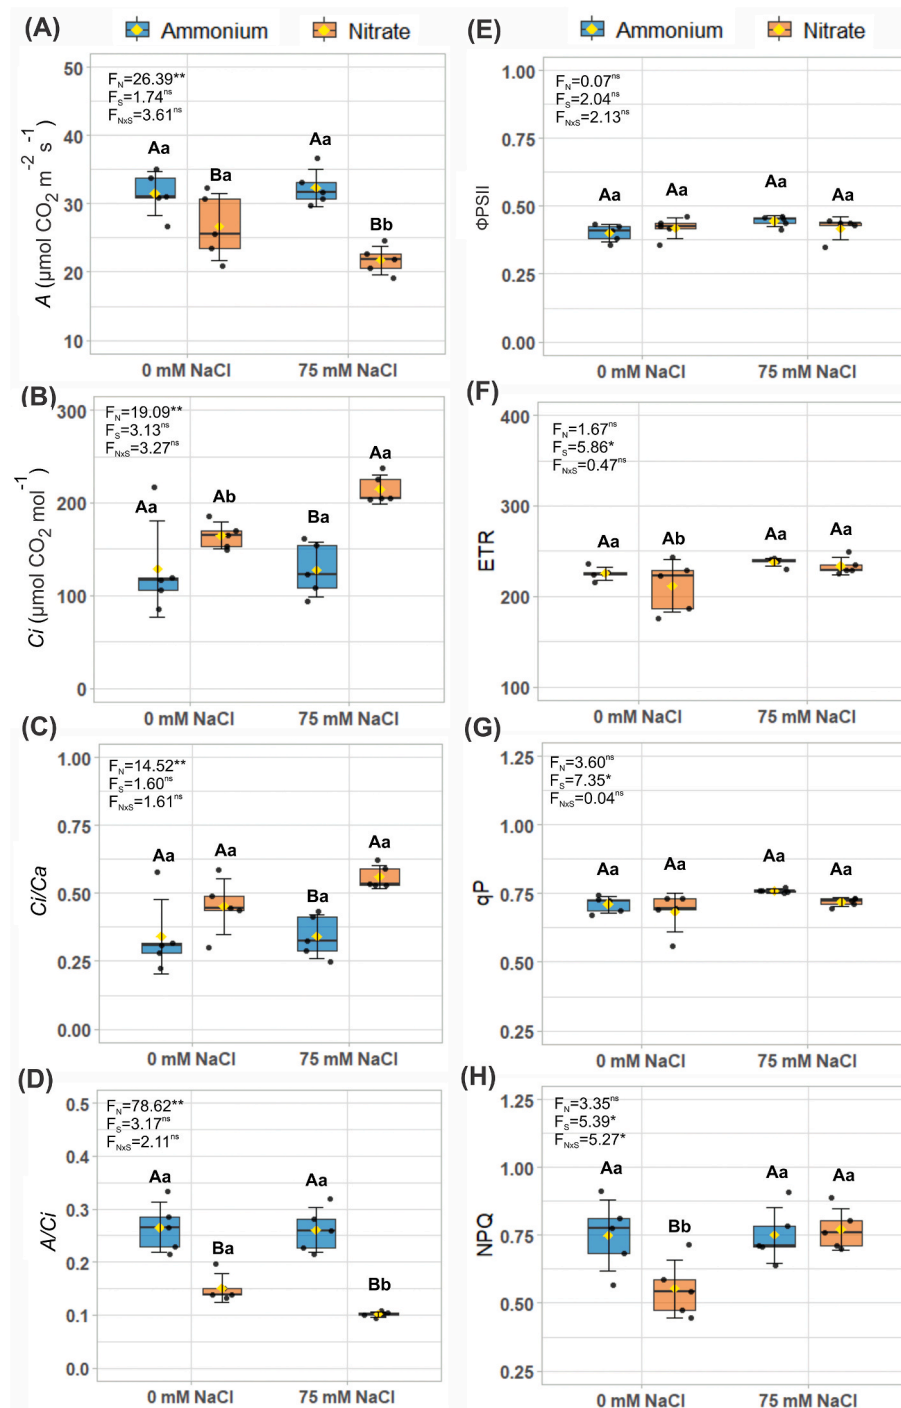 (A)
Ammonium Nitrate
F_N=26.39**
F_S=1.74^ns
F_NxS=3.61^ns
Aa Ba Aa Bb
A (µmol CO₂ m⁻² s⁻¹)
50
40
30
20
10
0 mM NaCl 75 mM NaCl
(B)
F_N=19.09**
F_S=3.13^ns
F_NxS=3.27^ns
Aa Ab Ba Aa
Ci (µmol CO₂ mol⁻¹)
300
200
100
0
0 mM NaCl 75 mM NaCl
(C)
F_N=14.52**
F_S=1.60^ns
F_NxS=1.61^ns
Aa Aa Ba Aa
Ci/Ca
1.00
0.75
0.50
0.25
0.00
0 mM NaCl 75 mM NaCl
(D)
F_N=78.62**
F_S=3.17^ns
F_NxS=2.11^ns
Aa Ba Aa Bb
A/Ci
0.5
0.4
0.3
0.2
0.1
0.0
0 mM NaCl 75 mM NaCl
(E)
Ammonium Nitrate
F_N=0.07^ns
F_S=2.04^ns
F_NxS=2.13^ns
Aa Aa Aa Aa
ΦPSII
1.00
0.75
0.50
0.25
0.00
0 mM NaCl 75 mM NaCl
(F)
F_N=1.67^ns
F_S=5.86*
F_NxS=0.47^ns
Aa Ab Aa Aa
ETR
400
300
200
100
0 mM NaCl 75 mM NaCl
(G)
F_N=3.60^ns
F_S=7.35*
F_NxS=0.04^ns
Aa Aa Aa Aa
qP
1.25
1.00
0.75
0.50
0.25
0 mM NaCl 75 mM NaCl
(H)
F_N=3.35^ns
F_S=5.39*
F_NxS=5.27*
Aa Bb Aa Aa
NPQ
1.25
1.00
0.75
0.50
0.25
0 mM NaCl 75 mM NaCl